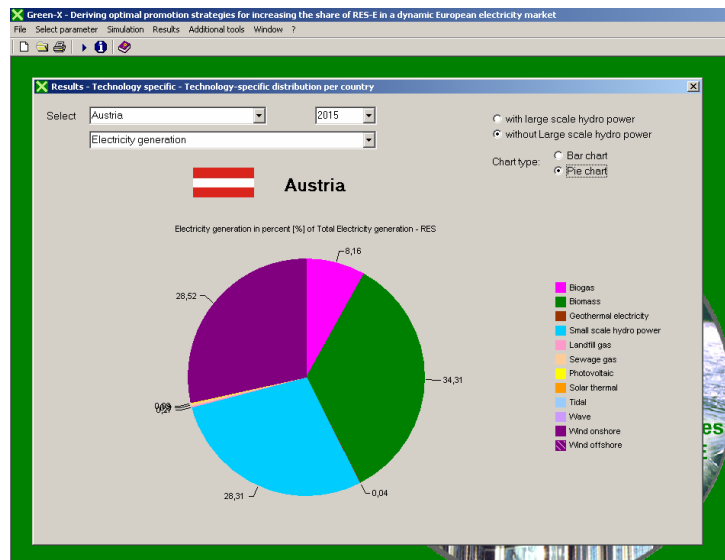 Green-X - Deriving optimal promotion strategies for increasing the share of RES-E in a dynamic European electricity market
File Select parameter Simulation Results Additional tools Window ?
Results - Technology specific - Technology-specific distribution per country
Select Austria 2015
Electricity generation
with large scale hydro power
without Large scale hydro power
Chart type:
Bar chart
Pie chart
Austria
Electricity generation in percent [%] of Total Electricity generation - RES
8,16
28,52
34,31
28,31
0,04
Biogas
Biomass
Geothermal electricity
Small scale hydro power
Landfill gas
Sewage gas
Photovoltaic
Solar thermal
Tidal
Wave
Wind onshore
Wind offshore
es
E